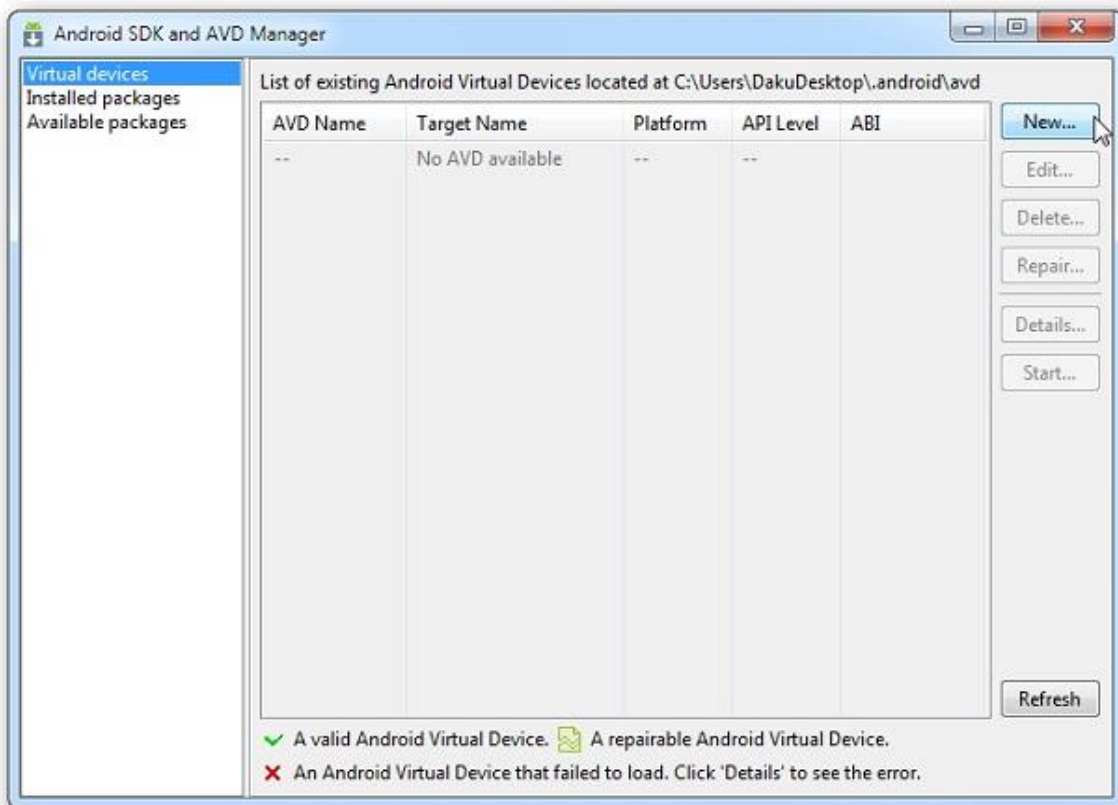 Android SDK and AVD Manager
Virtual devices
Installed packages
Available packages
List of existing Android Virtual Devices located at C:\Users\DakuDesktop\.android\avd
AVD Name Target Name Platform API Level ABI
-- No AVD available -- --
New...
Edit...
Delete...
Repair...
Details...
Start...
Refresh
A valid Android Virtual Device. A repairable Android Virtual Device.
An Android Virtual Device that failed to load. Click 'Details' to see the error.